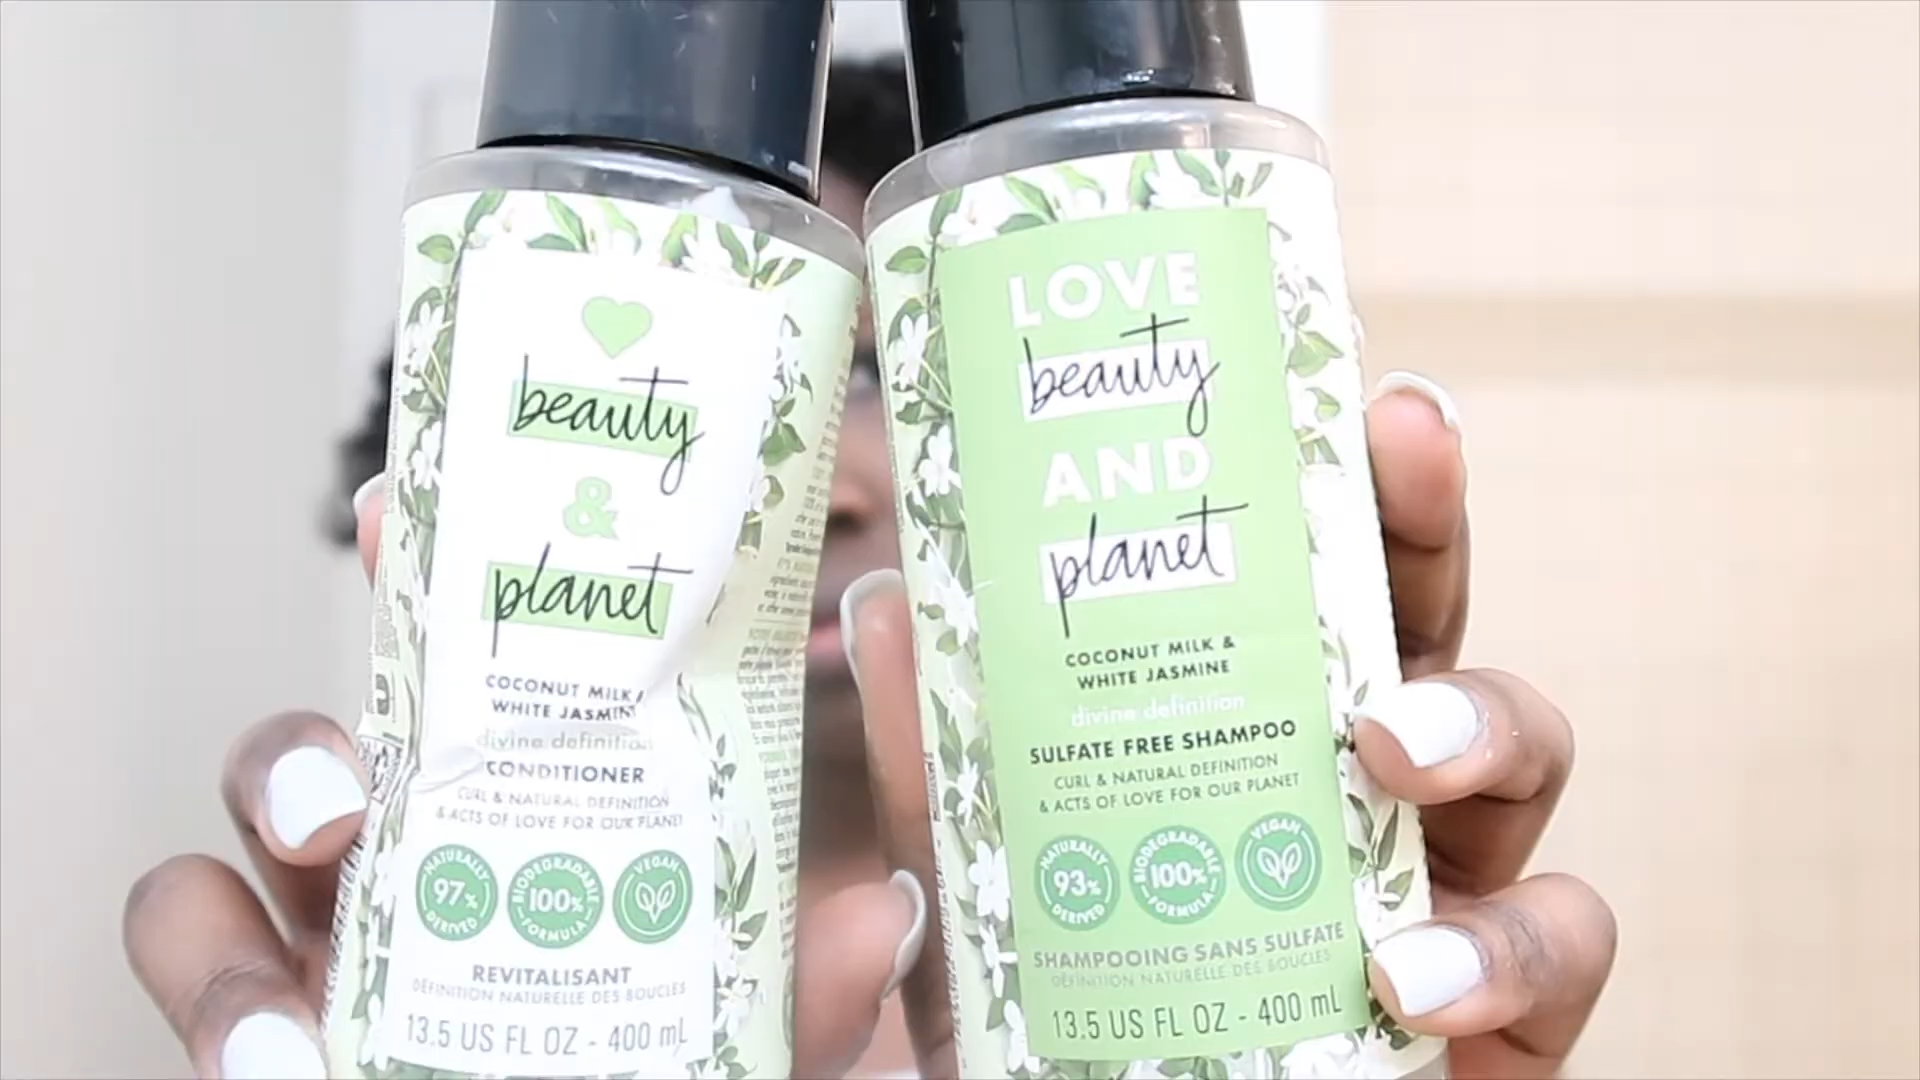 beauty
&
planet
COCONUT MILK
WHITE JASMINE
divine definition
CONDITIONER
CURL & NATURAL DEFINITION
& ACTS OF LOVE FOR OUR PLANET
NATURALLY
97%
DERIVED
BIODEGRADABLE
100%
FORMULA
VEGAN
REVITALISANT
DÉFINITION NATURELLE DES BOUCLES
13.5 US FL OZ - 400 mL
LOVE
beauty
AND
planet
COCONUT MILK &
WHITE JASMINE
divine definition
SULFATE FREE SHAMPOO
CURL & NATURAL DEFINITION
& ACTS OF LOVE FOR OUR PLANET
NATURALLY
93%
DERIVED
BIODEGRADABLE
100%
FORMULA
VEGAN
SHAMPOOING SANS SULFATE
DÉFINITION NATURELLE DES BOUCLES
13.5 US FL OZ - 400 mL